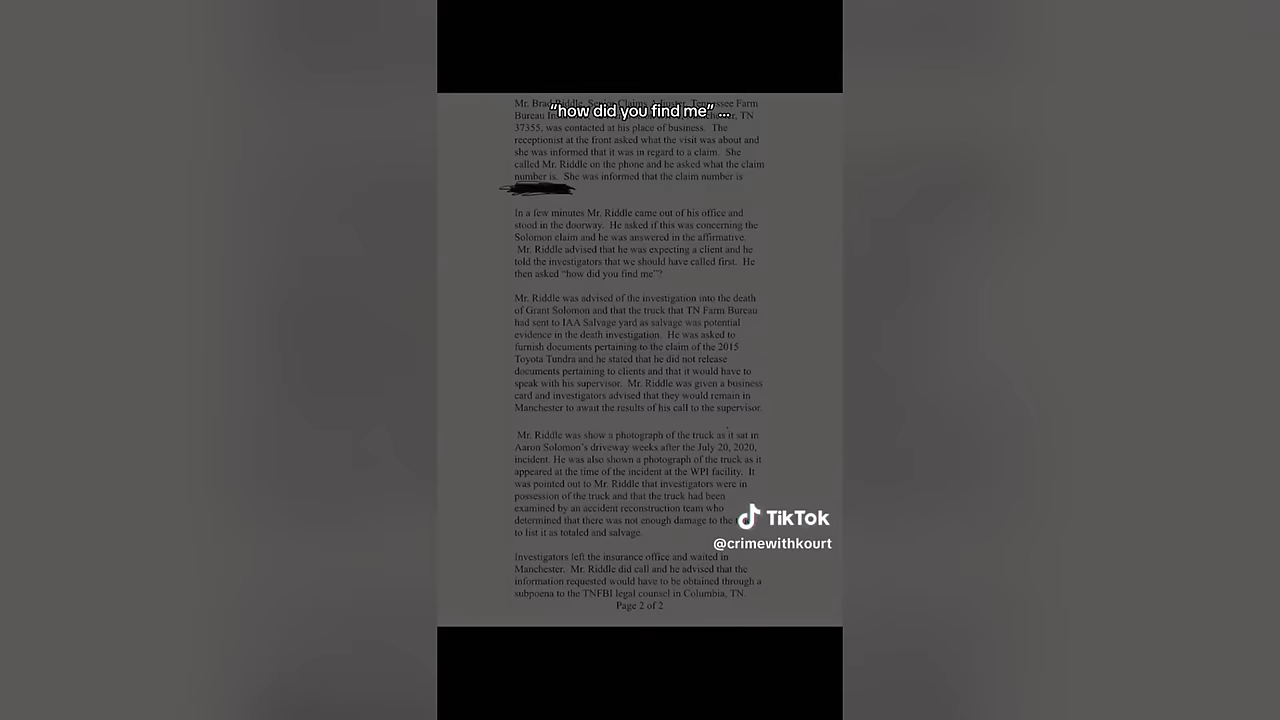 Mr. Brad Riddle, Senior Claims Adjuster, Tennessee Farm
“how did you find me” ...
Bureau TN
37355, was contacted at his place of business. The
receptionist at the front asked what the visit was about and
she was informed that it was in regard to a claim. She
called Mr. Riddle on the phone and he asked what the claim
number is. She was informed that the claim number is
In a few minutes Mr. Riddle came out of his office and
stood in the doorway. He asked if this was concerning the
Solomon claim and he was answered in the affirmative.
Mr. Riddle advised that he was expecting a client and he
told the investigators that we should have called first. He
then asked “how did you find me”?
Mr. Riddle was advised of the investigation into the death
of Grant Solomon and that the truck that TN Farm Bureau
had sent to IAA Salvage yard as salvage was potential
evidence in the death investigation. He was asked to
furnish documents pertaining to the claim of the 2015
Toyota Tundra and he stated that he did not release
documents pertaining to clients and that it would have to
speak with his supervisor. Mr. Riddle was given a business
card and investigators advised that they would remain in
Manchester to await the results of his call to the supervisor.
Mr. Riddle was show a photograph of the truck as it sat in
Aaron Solomon’s driveway weeks after the July 20, 2020,
incident. He was also shown a photograph of the truck as it
appeared at the time of the incident at the WPI facility. It
was pointed out to Mr. Riddle that investigators were in
possession of the truck and that the truck had been
examined by an accident reconstruction team who
determined that there was not enough damage to the
to list it as totaled and salvage.
TikTok
@crimewithkourt
Investigators left the insurance office and waited in
Manchester. Mr. Riddle did call and he advised that the
information requested would have to be obtained through a
subpoena to the TNFBI legal counsel in Columbia, TN.
Page 2 of 2